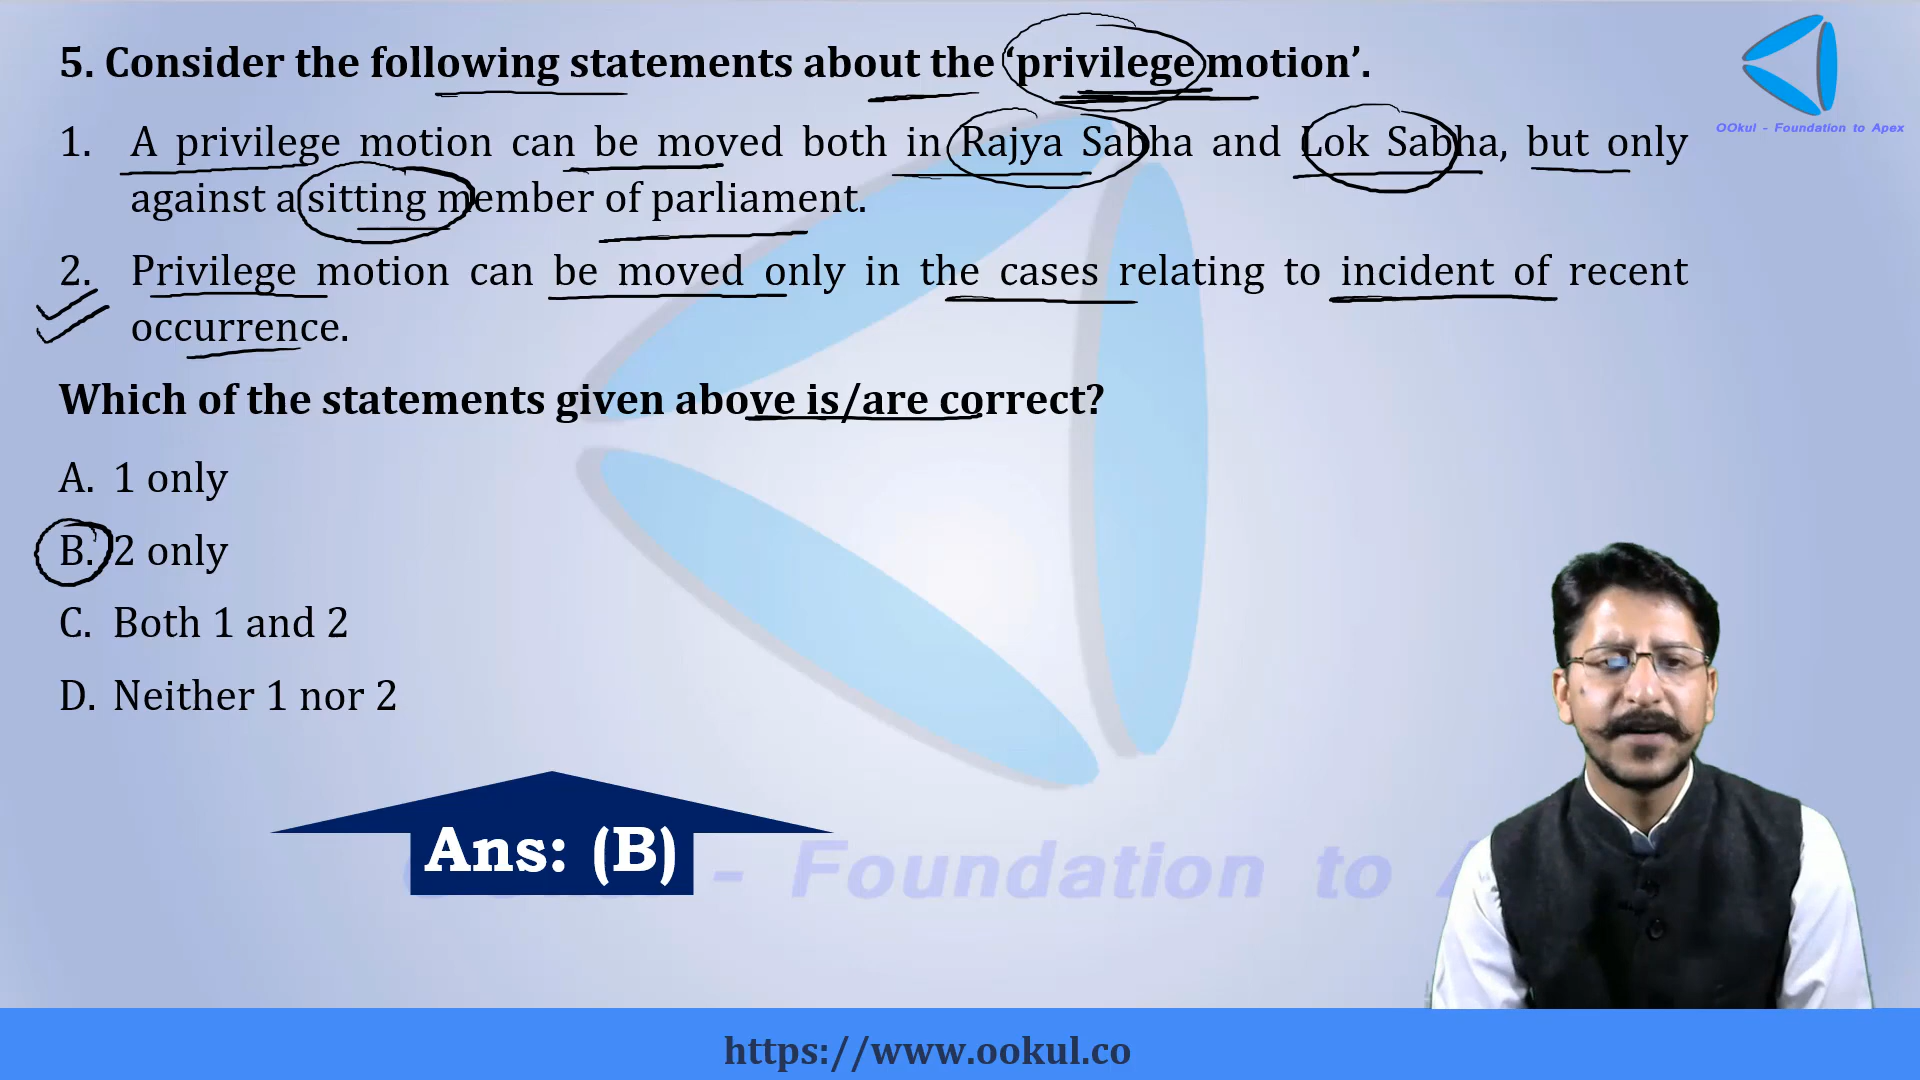 5. Consider the following statements about the ‘privilege motion’.
OOkul - Foundation to Apex
1. A privilege motion can be moved both in Rajya Sabha and Lok Sabha, but only
against a sitting member of parliament.
2. Privilege motion can be moved only in the cases relating to incident of recent
occurrence.
Which of the statements given above is/are correct?
A. 1 only
B. 2 only
C. Both 1 and 2
D. Neither 1 nor 2
Ans: (B)
- Foundation to
https://www.ookul.co